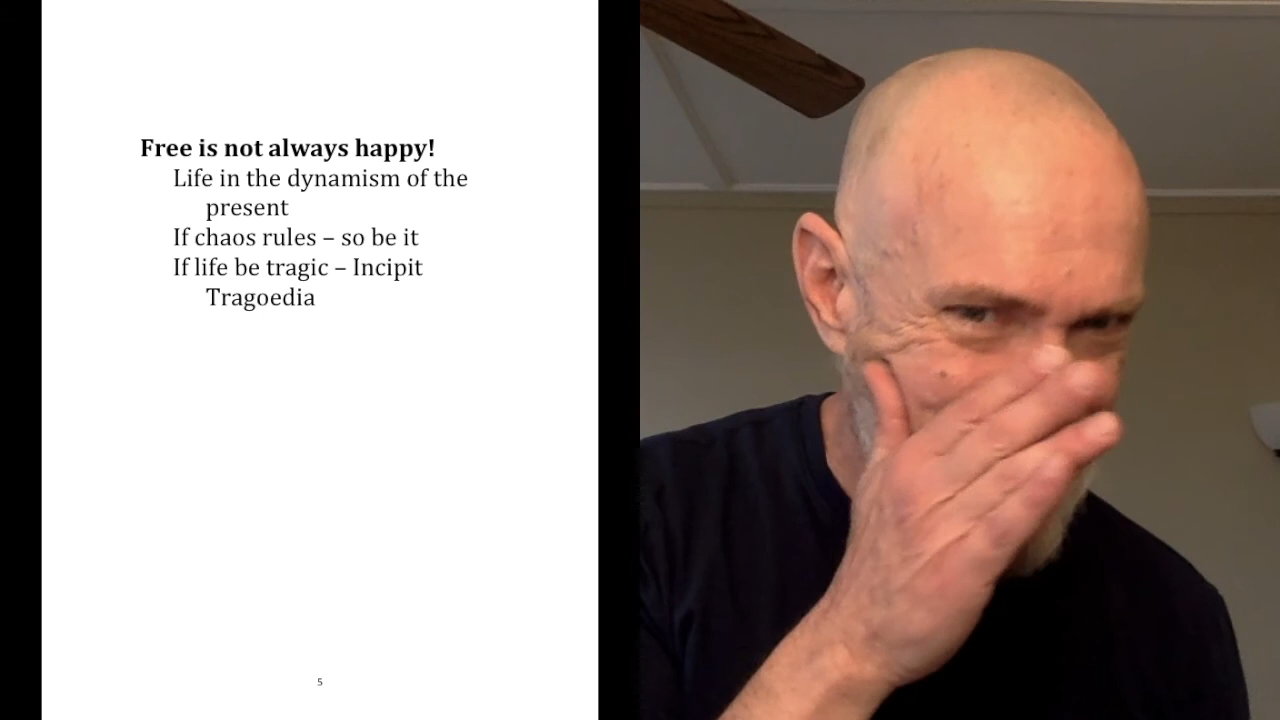 Free is not always happy!
Life in the dynamism of the
present
If chaos rules – so be it
If life be tragic – Incipit
Tragoedia
5